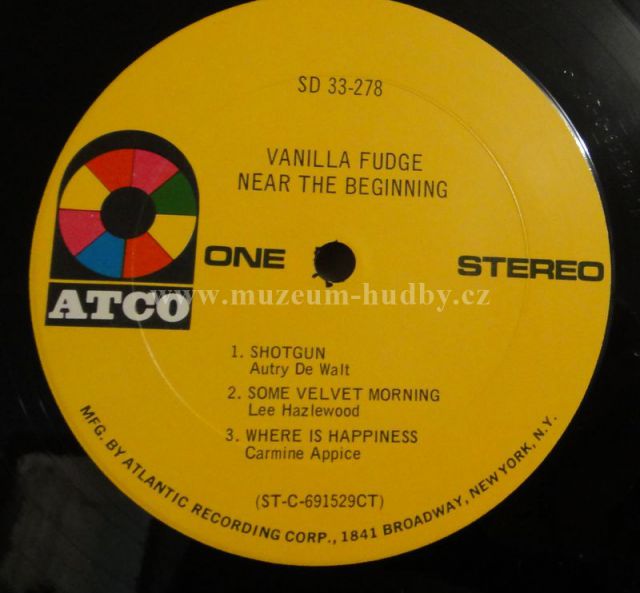 SD 33-278
VANILLA FUDGE
NEAR THE BEGINNING
ONE
STEREO
ATCO
www.muzeum-hudby.cz
1. SHOTGUN
Autry De Walt
2. SOME VELVET MORNING
Lee Hazlewood
3. WHERE IS HAPPINESS
Carmine Appice
(ST-C-691529CT)
MFG. BY ATLANTIC RECORDING CORP., 1841 BROADWAY, NEW YORK, N.Y.